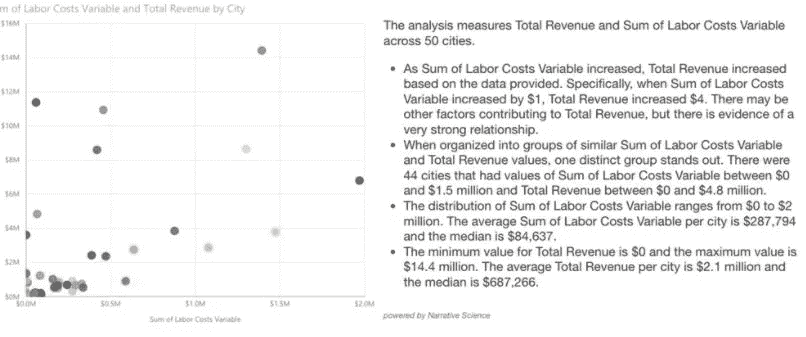 m of Labor Costs Variable and Total Revenue by City
$16M
$14M
$12M
$10M
$8M
$6M
$4M
$2M
$0M
$0.0M $0.5M $1.0M $1.5M $2.0M
Sum of Labor Costs Variable
The analysis measures Total Revenue and Sum of Labor Costs Variable
across 50 cities.
• As Sum of Labor Costs Variable increased, Total Revenue increased
based on the data provided. Specifically, when Sum of Labor Costs
Variable increased by $1, Total Revenue increased $4. There may be
other factors contributing to Total Revenue, but there is evidence of a
very strong relationship.
• When organized into groups of similar Sum of Labor Costs Variable
and Total Revenue values, one distinct group stands out. There were
44 cities that had values of Sum of Labor Costs Variable between $0
and $1.5 million and Total Revenue between $0 and $4.8 million.
• The distribution of Sum of Labor Costs Variable ranges from $0 to $2
million. The average Sum of Labor Costs Variable per city is $287,794
and the median is $84,637.
• The minimum value for Total Revenue is $0 and the maximum value is
$14.4 million. The average Total Revenue per city is $2.1 million and
the median is $687,266.
powered by Narrative Science